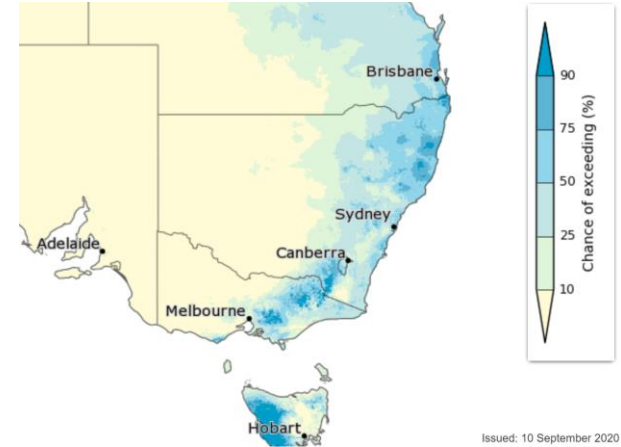 Brisbane
Sydney
Adelaide
Canberra
Melbourne
Hobart
90
75
50
25
10
Chance of exceeding (%)
Issued: 10 September 2020